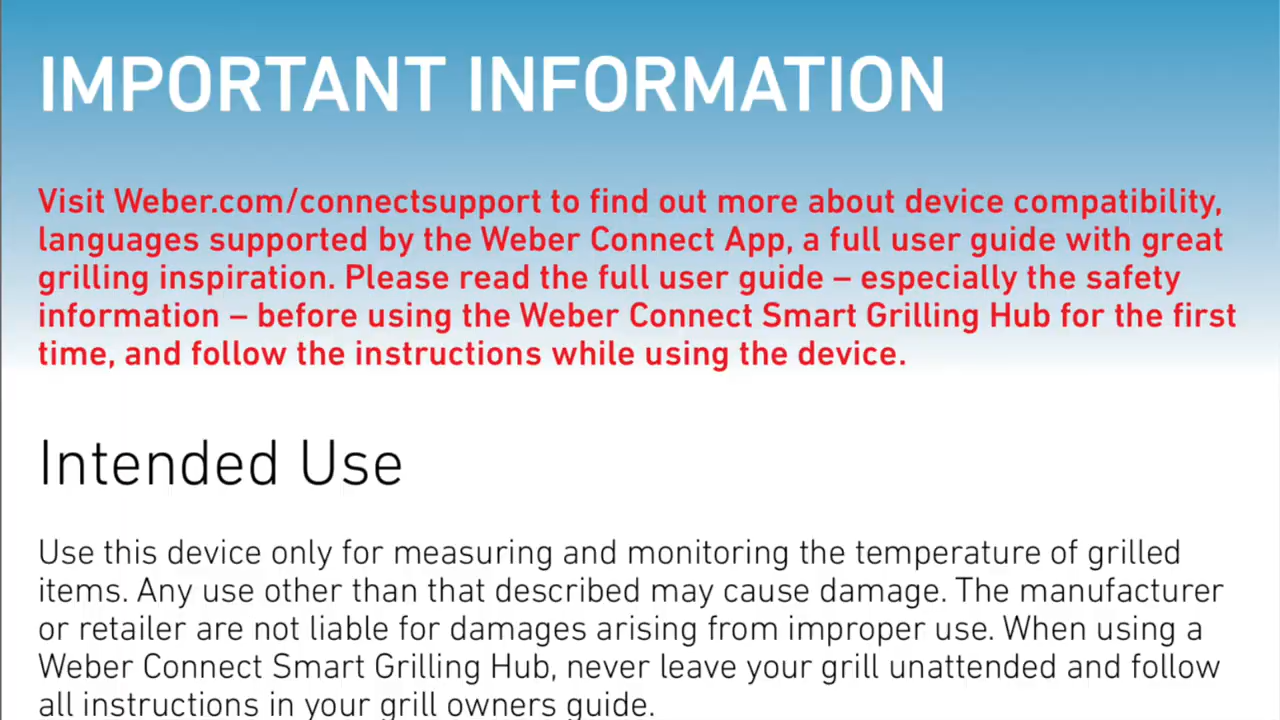 IMPORTANT INFORMATION
Visit Weber.com/connectsupport to find out more about device compatibility,
languages supported by the Weber Connect App, a full user guide with great
grilling inspiration. Please read the full user guide – especially the safety
information – before using the Weber Connect Smart Grilling Hub for the first
time, and follow the instructions while using the device.
Intended Use
Use this device only for measuring and monitoring the temperature of grilled
items. Any use other than that described may cause damage. The manufacturer
or retailer are not liable for damages arising from improper use. When using a
Weber Connect Smart Grilling Hub, never leave your grill unattended and follow
all instructions in your grill owners guide.